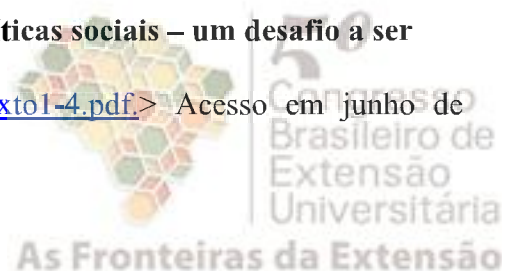 ticas sociais – um desafio a ser
5º
xto1-4.pdf.> Acesso em junho de
Congresso
Brasileiro de
Extensão
Universitária
As Fronteiras da Extensão